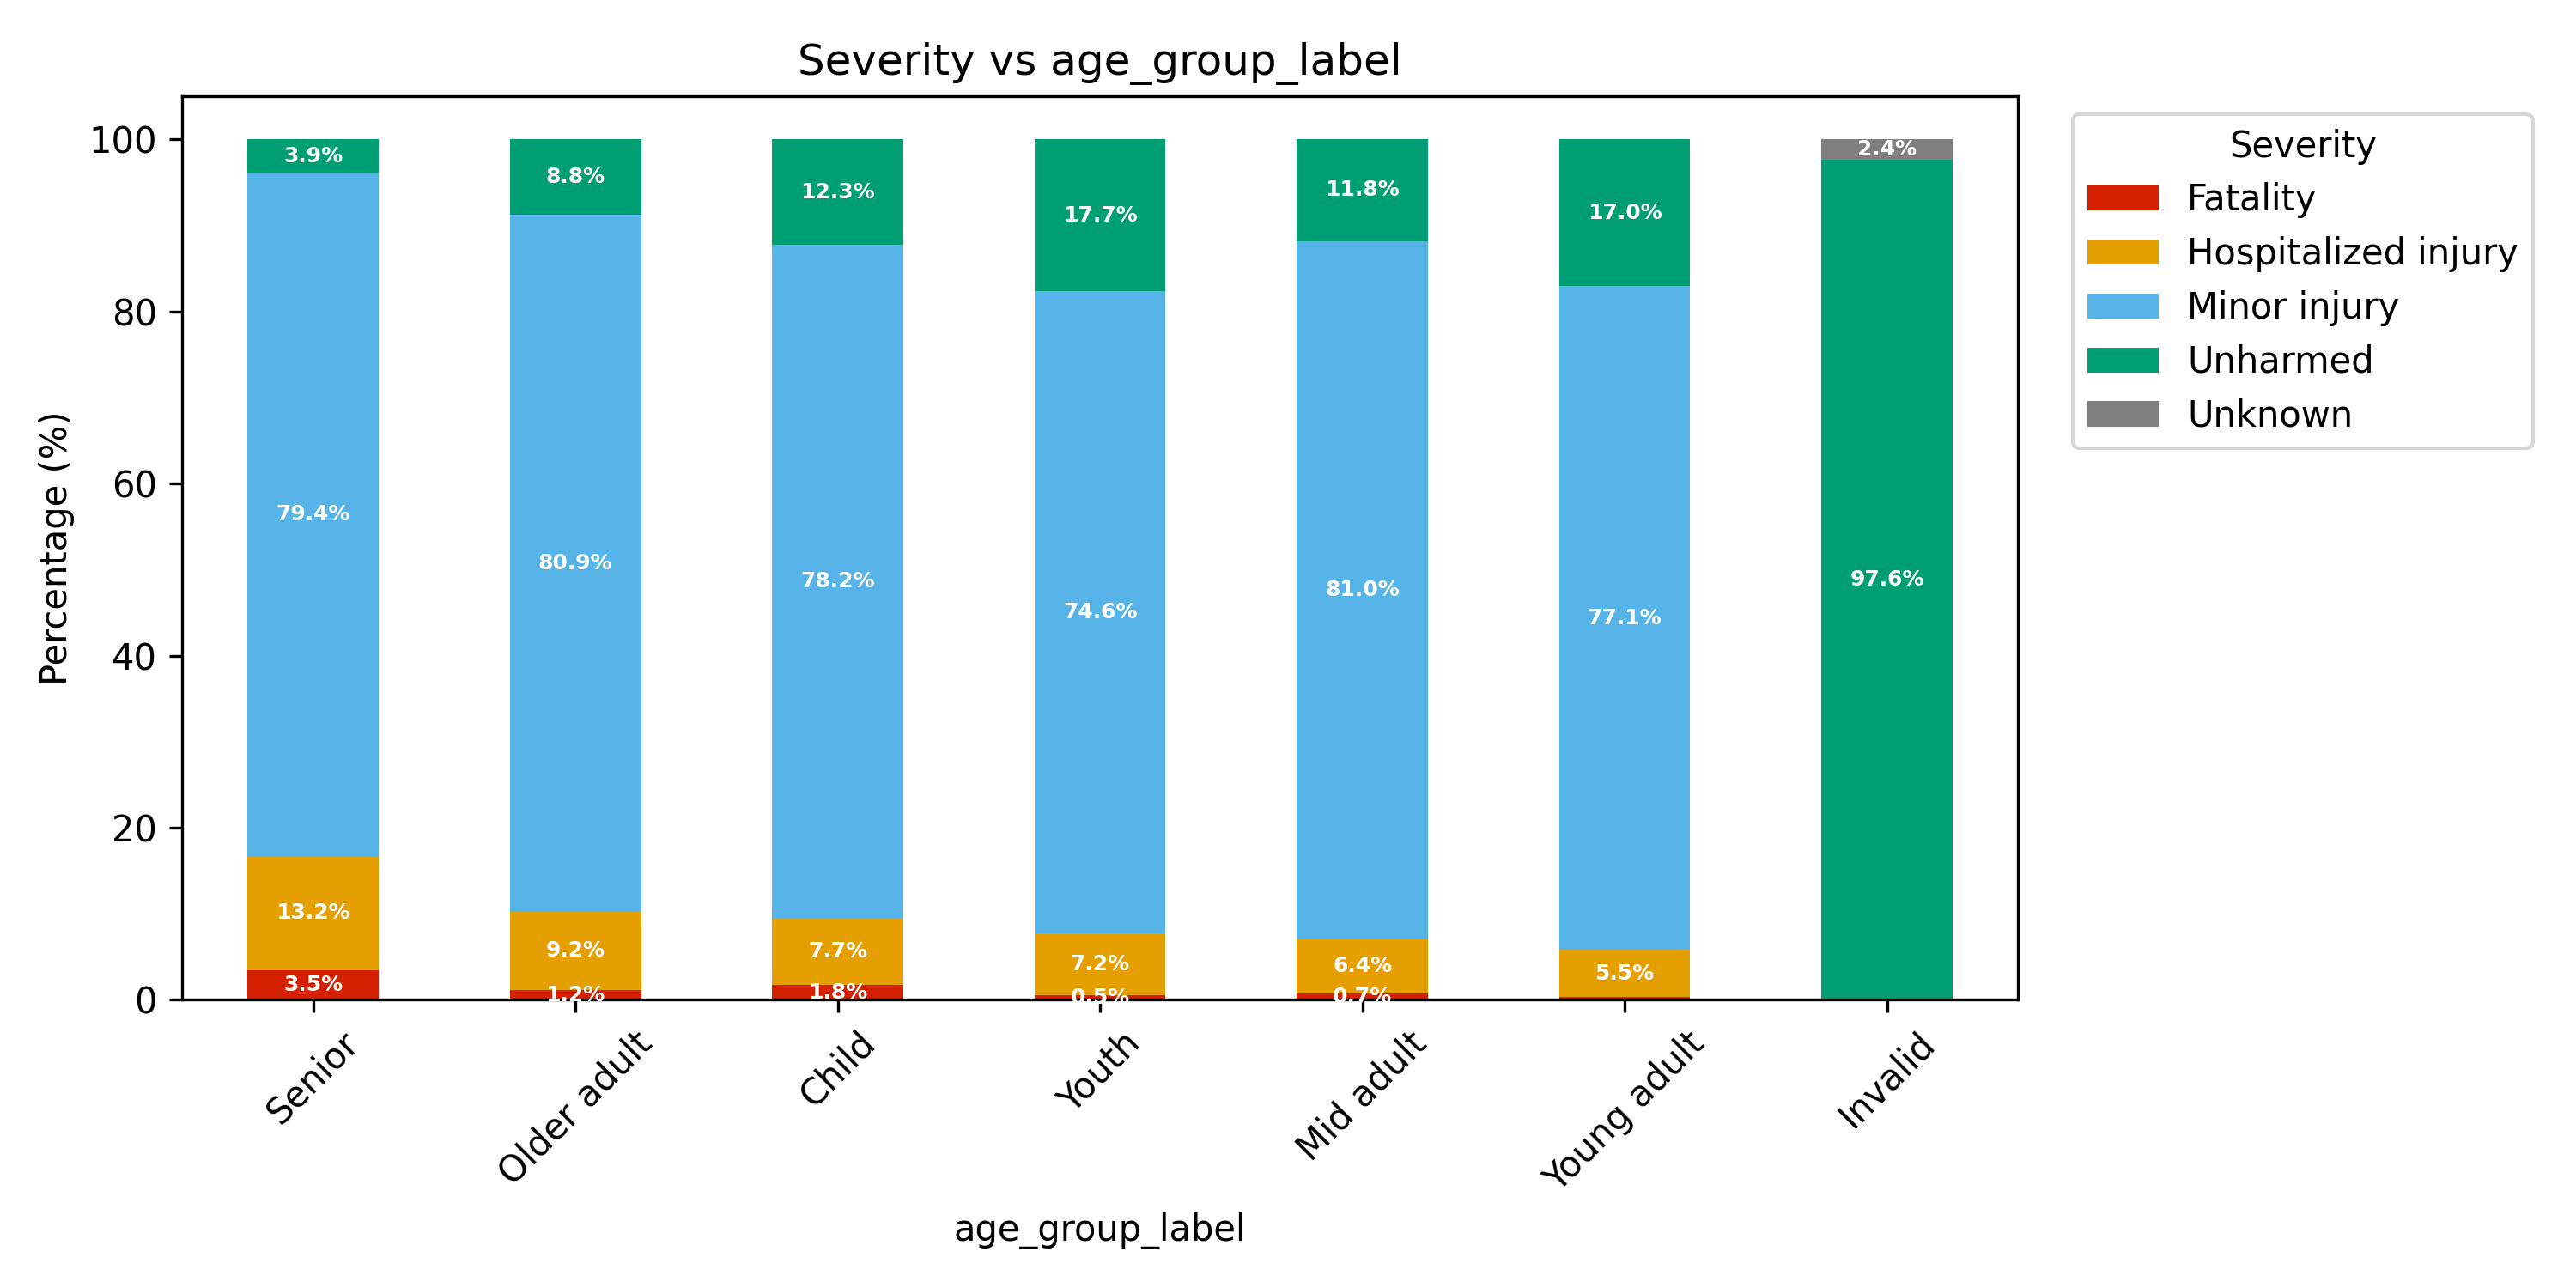 Severity vs age_group_label
Percentage (%)
100
80
60
40
20
0
3.9%
79.4%
13.2%
3.5%
8.8%
80.9%
9.2%
1.2%
12.3%
78.2%
7.7%
1.8%
17.7%
74.6%
7.2%
0.5%
11.8%
81.0%
6.4%
0.7%
17.0%
77.1%
5.5%
2.4%
97.6%
Senior
Older adult
Child
Youth
Mid adult
Young adult
Invalid
age_group_label
Severity
Fatality
Hospitalized injury
Minor injury
Unharmed
Unknown